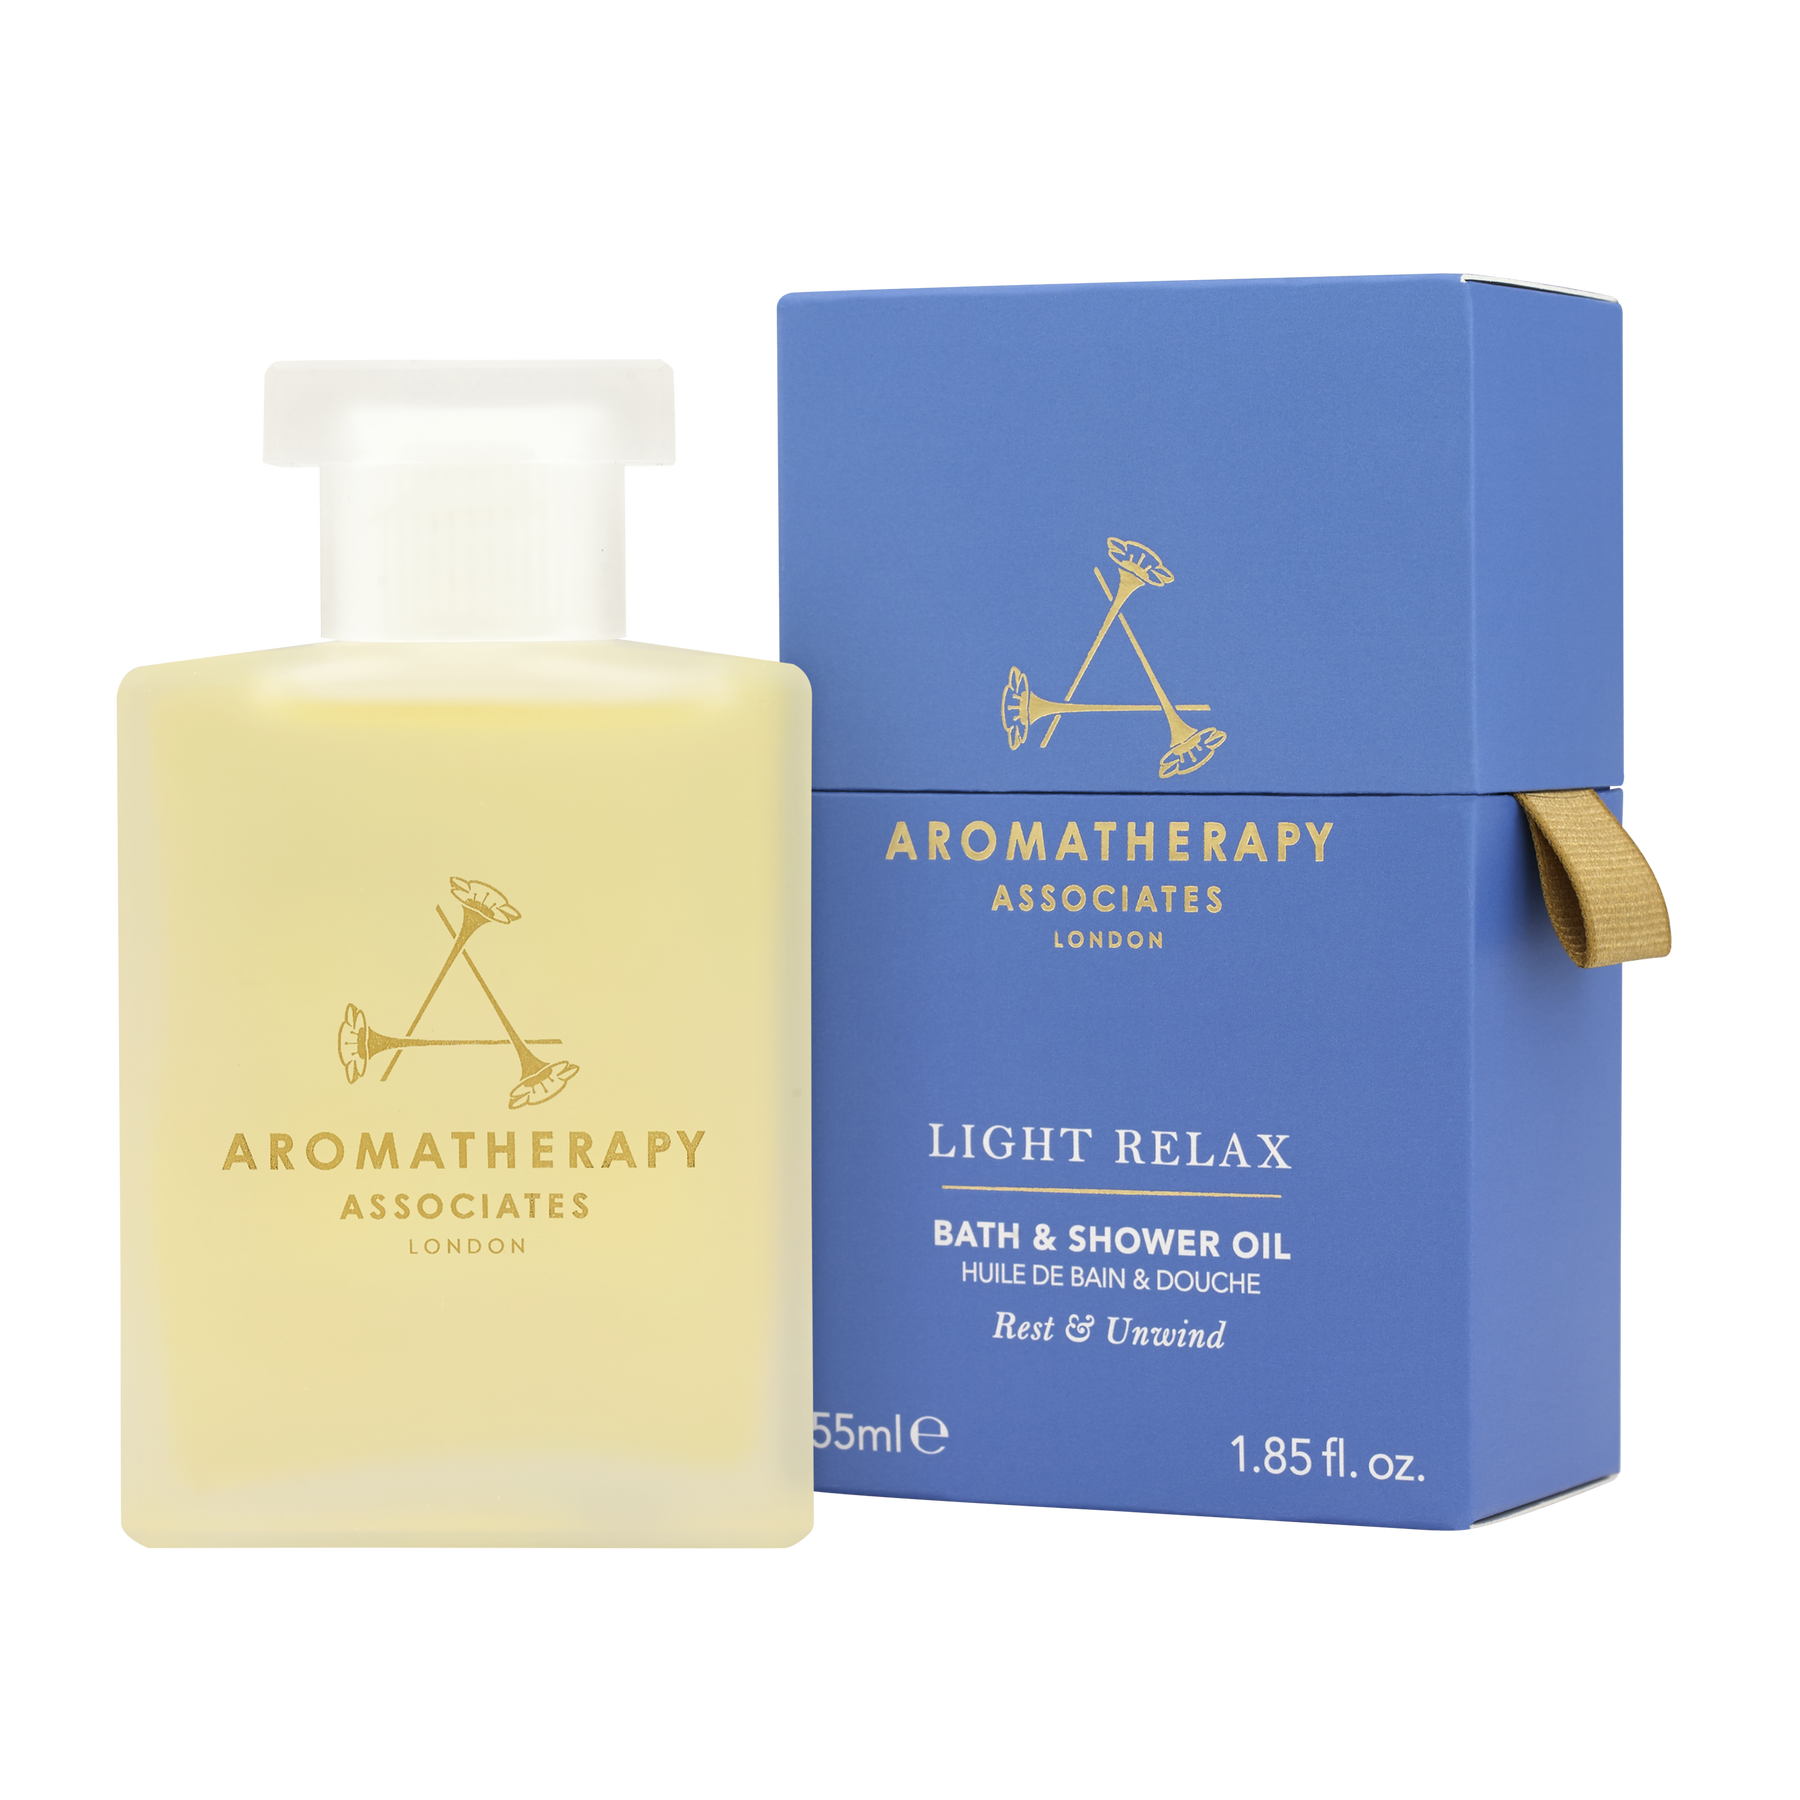 AROMATHERAPY
ASSOCIATES
LONDON
AROMATHERAPY
ASSOCIATES
LONDON
LIGHT RELAX
BATH & SHOWER OIL
HUILE DE BAIN & DOUCHE
Rest & Unwind
55ml ℮
1.85 fl. oz.